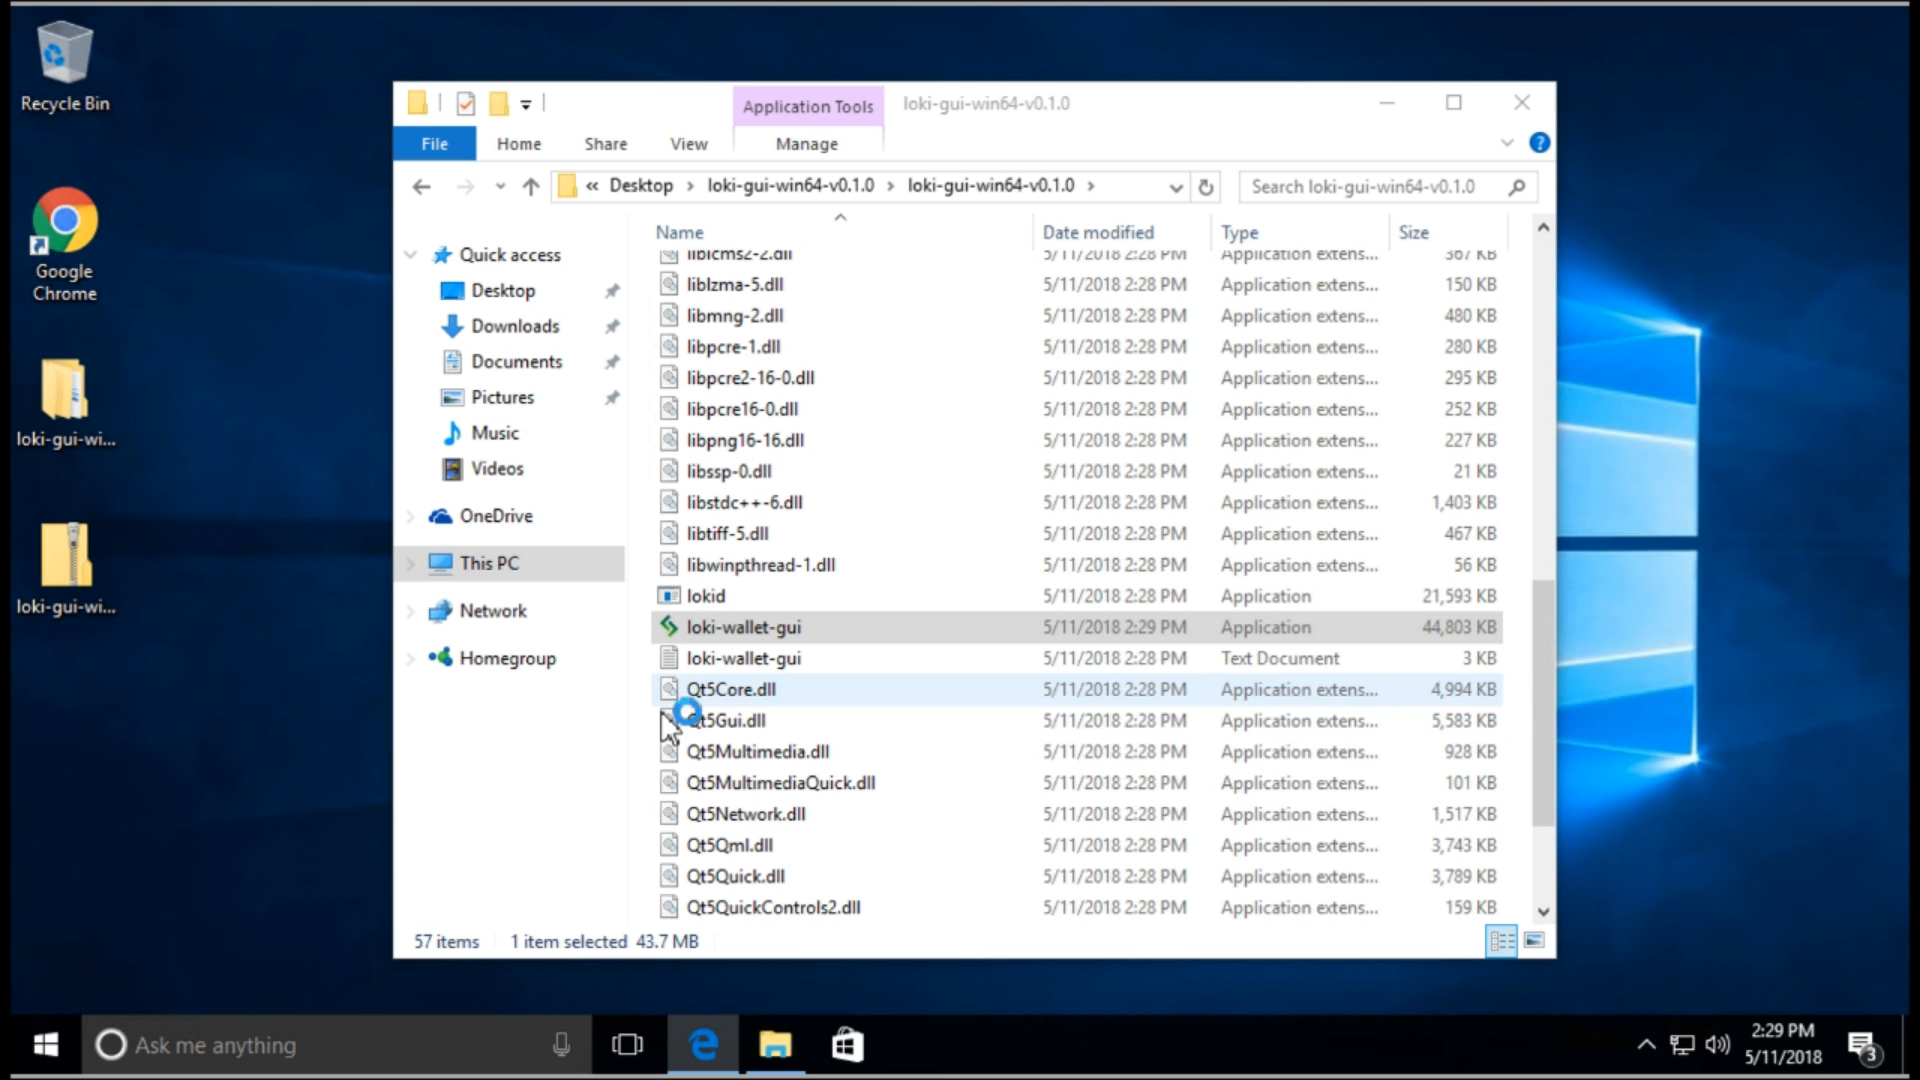 Recycle Bin
Google
Chrome
loki-gui-wi...
loki-gui-wi...
Application Tools
loki-gui-win64-v0.1.0
File
Home
Share
View
Manage
« Desktop › loki-gui-win64-v0.1.0 › loki-gui-win64-v0.1.0 ›
Search loki-gui-win64-v0.1.0
Quick access
Desktop
Downloads
Documents
Pictures
Music
Videos
OneDrive
This PC
Network
Homegroup
Name Date modified Type Size
liblcms2-2.dll 5/11/2018 2:28 PM Application extens... 367 KB
liblzma-5.dll 5/11/2018 2:28 PM Application extens... 150 KB
libmng-2.dll 5/11/2018 2:28 PM Application extens... 480 KB
libpcre-1.dll 5/11/2018 2:28 PM Application extens... 280 KB
libpcre2-16-0.dll 5/11/2018 2:28 PM Application extens... 295 KB
libpcre16-0.dll 5/11/2018 2:28 PM Application extens... 252 KB
libpng16-16.dll 5/11/2018 2:28 PM Application extens... 227 KB
libssp-0.dll 5/11/2018 2:28 PM Application extens... 21 KB
libstdc++-6.dll 5/11/2018 2:28 PM Application extens... 1,403 KB
libtiff-5.dll 5/11/2018 2:28 PM Application extens... 467 KB
libwinpthread-1.dll 5/11/2018 2:28 PM Application extens... 56 KB
lokid 5/11/2018 2:28 PM Application 21,593 KB
loki-wallet-gui 5/11/2018 2:29 PM Application 44,803 KB
loki-wallet-gui 5/11/2018 2:28 PM Text Document 3 KB
Qt5Core.dll 5/11/2018 2:28 PM Application extens... 4,994 KB
Qt5Gui.dll 5/11/2018 2:28 PM Application extens... 5,583 KB
Qt5Multimedia.dll 5/11/2018 2:28 PM Application extens... 928 KB
Qt5MultimediaQuick.dll 5/11/2018 2:28 PM Application extens... 101 KB
Qt5Network.dll 5/11/2018 2:28 PM Application extens... 1,517 KB
Qt5Qml.dll 5/11/2018 2:28 PM Application extens... 3,743 KB
Qt5Quick.dll 5/11/2018 2:28 PM Application extens... 3,789 KB
Qt5QuickControls2.dll 5/11/2018 2:28 PM Application extens... 159 KB
57 items 1 item selected 43.7 MB
Ask me anything
2:29 PM
5/11/2018
3